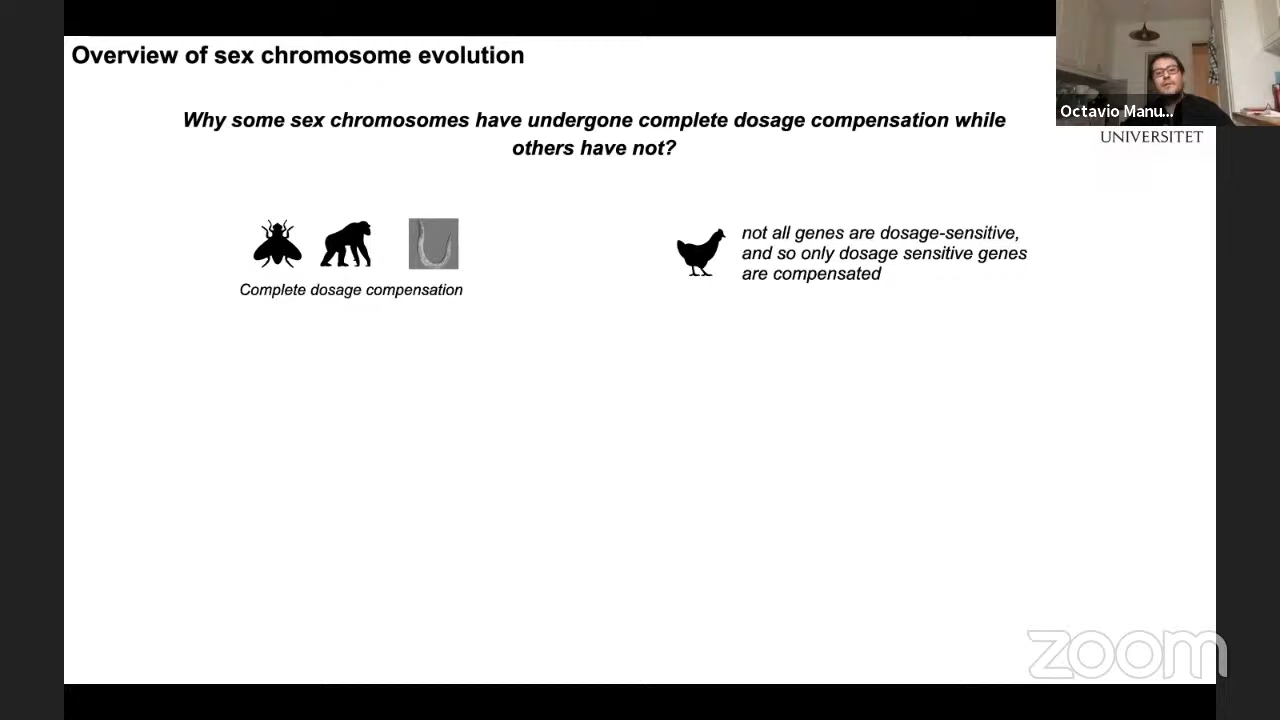 Overview of sex chromosome evolution
Octavio Manu...
UNIVERSITET
Why some sex chromosomes have undergone complete dosage compensation while
others have not?
Complete dosage compensation
not all genes are dosage-sensitive,
and so only dosage sensitive genes
are compensated
zoom